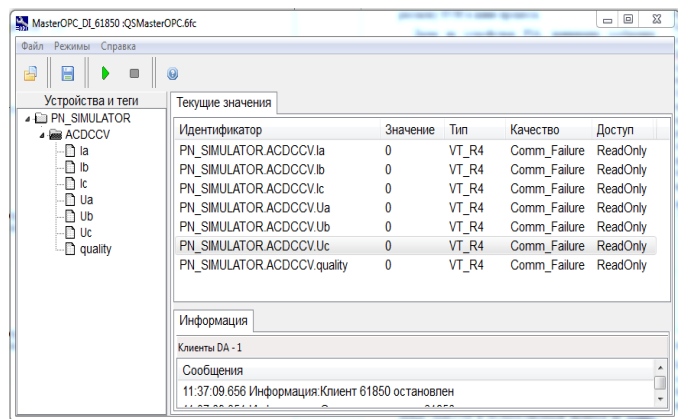 MasterOPC_DI_61850 :QSMasterOPC.6fc
Файл Режимы Справка
Устройства и теги
PN_SIMULATOR
ACDCCV
Ia
Ib
Ic
Ua
Ub
Uc
quality
Текущие значения
Идентификатор Значение Тип Качество Доступ
PN_SIMULATOR.ACDCCV.Ia 0 VT_R4 Comm_Failure ReadOnly
PN_SIMULATOR.ACDCCV.Ib 0 VT_R4 Comm_Failure ReadOnly
PN_SIMULATOR.ACDCCV.Ic 0 VT_R4 Comm_Failure ReadOnly
PN_SIMULATOR.ACDCCV.Ua 0 VT_R4 Comm_Failure ReadOnly
PN_SIMULATOR.ACDCCV.Ub 0 VT_R4 Comm_Failure ReadOnly
PN_SIMULATOR.ACDCCV.Uc 0 VT_R4 Comm_Failure ReadOnly
PN_SIMULATOR.ACDCCV.quality 0 VT_R4 Comm_Failure ReadOnly
Информация
Клиенты DA - 1
Сообщения
11:37:09.656 Информация:Клиент 61850 остановлен